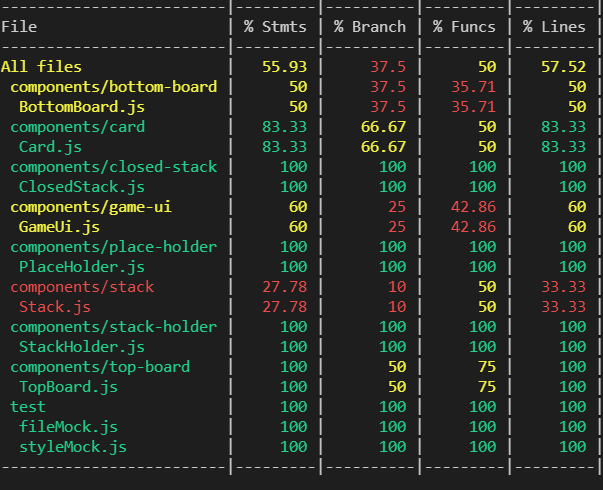 -------------------------|---------|----------|---------|---------|
File                     | % Stmts | % Branch | % Funcs | % Lines |
-------------------------|---------|----------|---------|---------|
All files                |   55.93 |     37.5 |      50 |   57.52 |
 components/bottom-board |      50 |     37.5 |   35.71 |      50 |
  BottomBoard.js         |      50 |     37.5 |   35.71 |      50 |
 components/card         |   83.33 |    66.67 |      50 |   83.33 |
  Card.js                |   83.33 |    66.67 |      50 |   83.33 |
 components/closed-stack |     100 |      100 |     100 |     100 |
  ClosedStack.js         |     100 |      100 |     100 |     100 |
 components/game-ui      |      60 |       25 |   42.86 |      60 |
  GameUi.js              |      60 |       25 |   42.86 |      60 |
 components/place-holder |     100 |      100 |     100 |     100 |
  PlaceHolder.js         |     100 |      100 |     100 |     100 |
 components/stack        |   27.78 |       10 |      50 |   33.33 |
  Stack.js               |   27.78 |       10 |      50 |   33.33 |
 components/stack-holder |     100 |      100 |     100 |     100 |
  StackHolder.js         |     100 |      100 |     100 |     100 |
 components/top-board    |     100 |       50 |      75 |     100 |
  TopBoard.js            |     100 |       50 |      75 |     100 |
 test                    |     100 |      100 |     100 |     100 |
  fileMock.js            |     100 |      100 |     100 |     100 |
  styleMock.js           |     100 |      100 |     100 |     100 |
-------------------------|---------|----------|---------|---------|